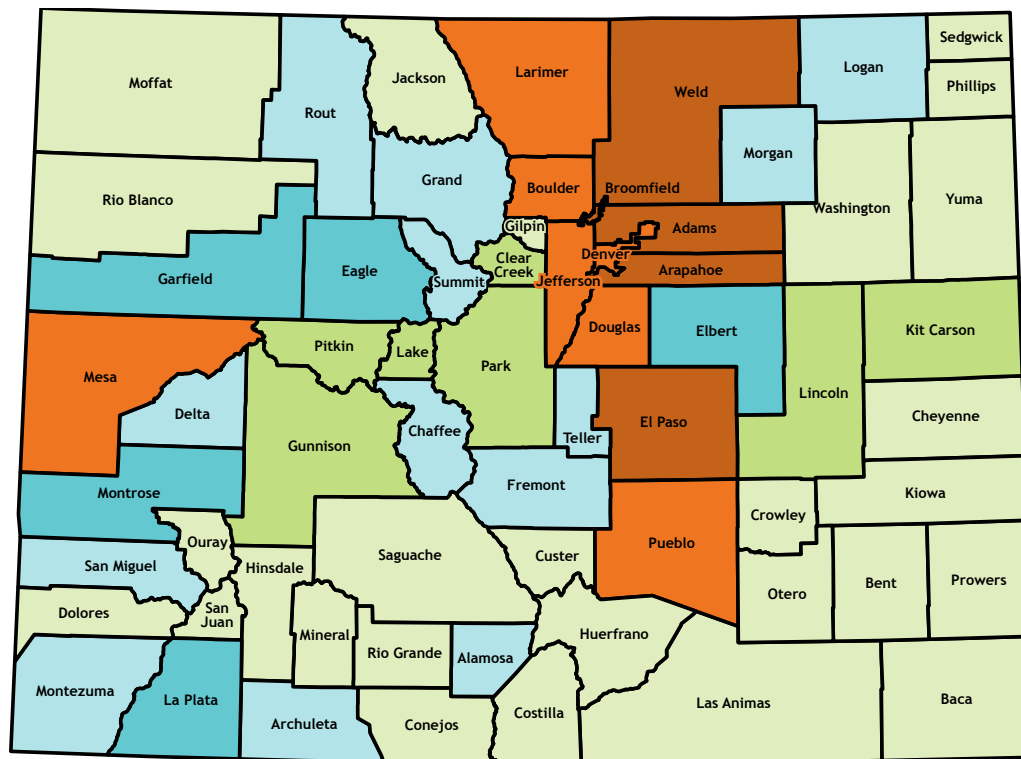 Sedgwick
Logan
Larimer
Jackson
Moffat
Phillips
Weld
Rout
Morgan
Grand
Boulder
Broomfield
Rio Blanco
Yuma
Washington
Gilpin
Adams
Denver
Clear
Creek
Eagle
Arapahoe
Garfield
Summit
Jefferson
Douglas
Elbert
Kit Carson
Pitkin
Lake
Park
Mesa
Lincoln
Delta
Cheyenne
El Paso
Chaffee
Teller
Gunnison
Fremont
Montrose
Kiowa
Crowley
Ouray
Pueblo
Saguache
Custer
San Miguel
Hinsdale
Prowers
Bent
Otero
Dolores
San
Juan
Mineral
Huerfano
Rio Grande
Alamosa
Montezuma
La Plata
Las Animas
Baca
Costilla
Archuleta
Conejos